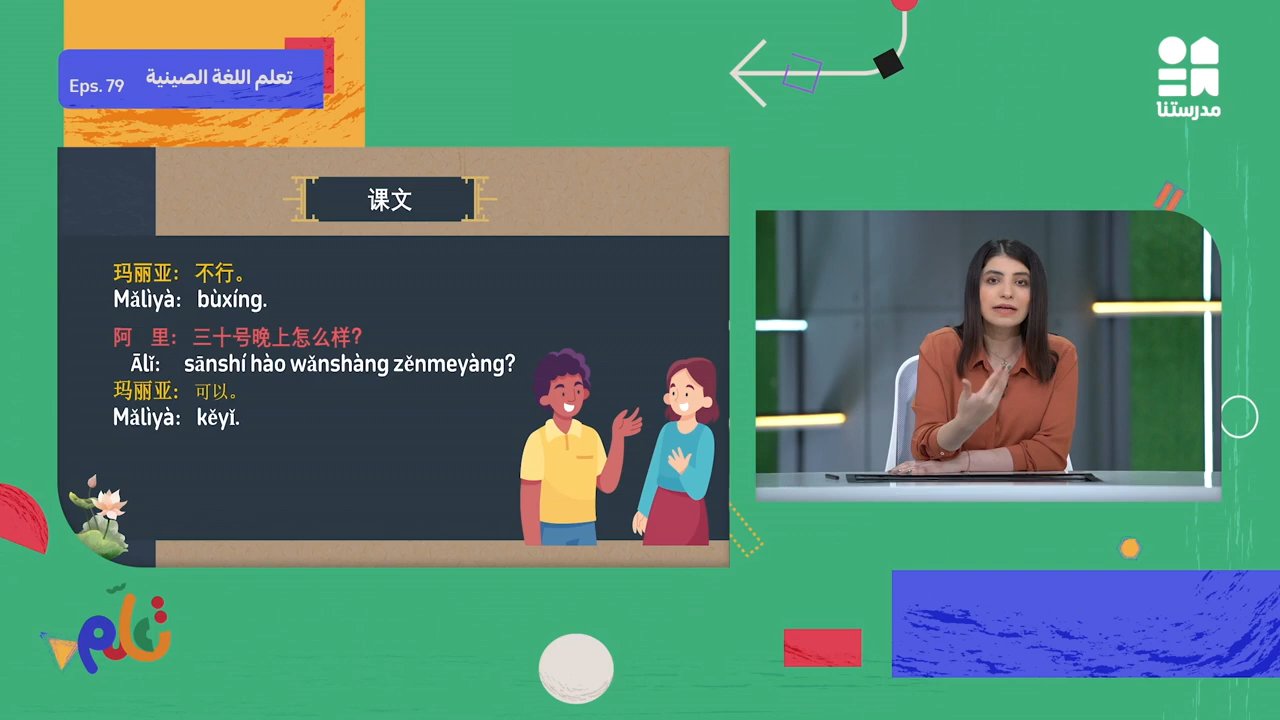 Eps. 79 تعلم اللغة الصينية
مدرستنا
课文
玛丽亚： 不行。
Mǎlìyà: bùxíng.
阿 里： 三十号晚上怎么样？
Ālǐ: sānshí hào wǎnshàng zěnmeyàng?
玛丽亚： 可以。
Mǎlìyà: kěyǐ.